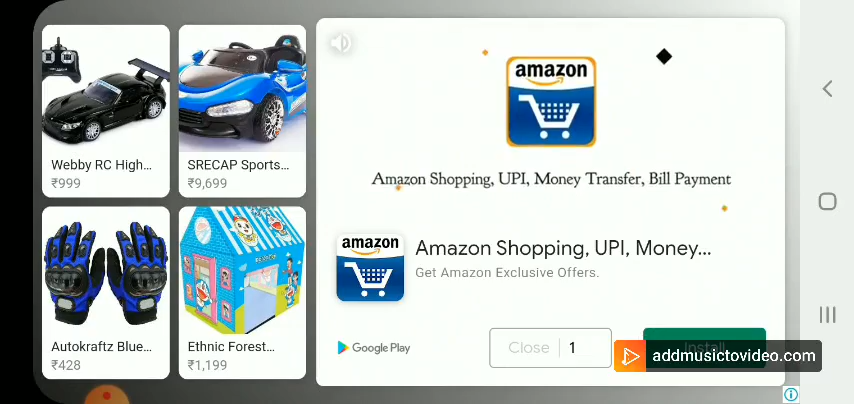 Webby RC High...
₹999
SRECAP Sports...
₹9,699
Autokraftz Blue...
₹428
Ethnic Forest...
₹1,199
amazon
Amazon Shopping, UPI, Money Transfer, Bill Payment
amazon
Amazon Shopping, UPI, Money...
Get Amazon Exclusive Offers.
Google Play
Close 1
Install
addmusictovideo.com